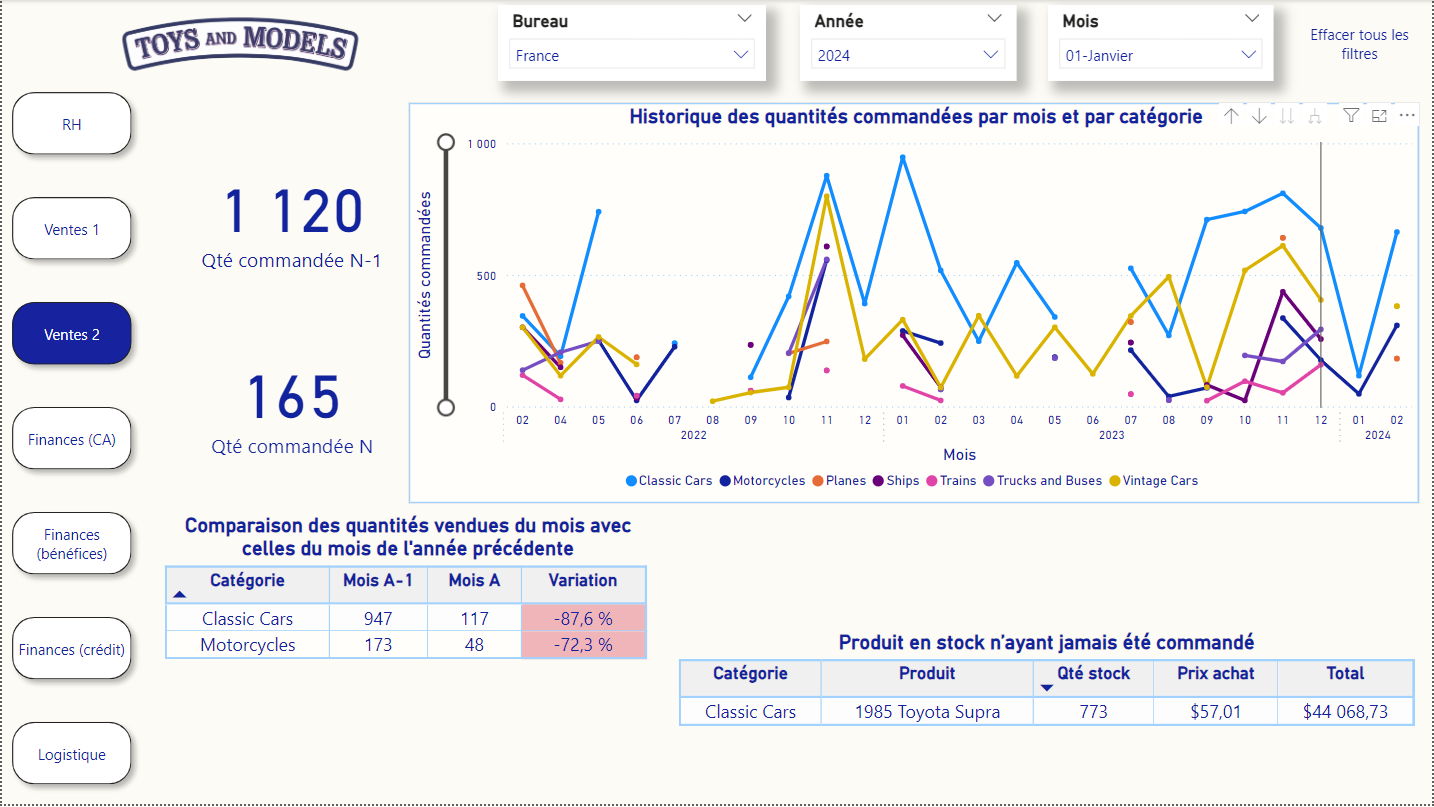 TOYS AND MODELS
Bureau
France
Année
2024
Mois
01-Janvier
Effacer tous les
filtres
RH
Ventes 1
Ventes 2
Finances (CA)
Finances
(bénéfices)
Finances (crédit)
Logistique
1 120
Qté commandée N-1
165
Qté commandée N
Historique des quantités commandées par mois et par catégorie
Quantités commandées
1 000
500
0
02 04 05 06 07 08 09 10 11 12 01 02 03 04 05 06 07 08 09 10 11 12 01 02
2022 2023 2024
Mois
Classic Cars Motorcycles Planes Ships Trains Trucks and Buses Vintage Cars
Comparaison des quantités vendues du mois avec
celles du mois de l'année précédente
Catégorie Mois A-1 Mois A Variation
Classic Cars 947 117 -87,6 %
Motorcycles 173 48 -72,3 %
Produit en stock n’ayant jamais été commandé
Catégorie Produit Qté stock Prix achat Total
Classic Cars 1985 Toyota Supra 773 $57,01 $44 068,73